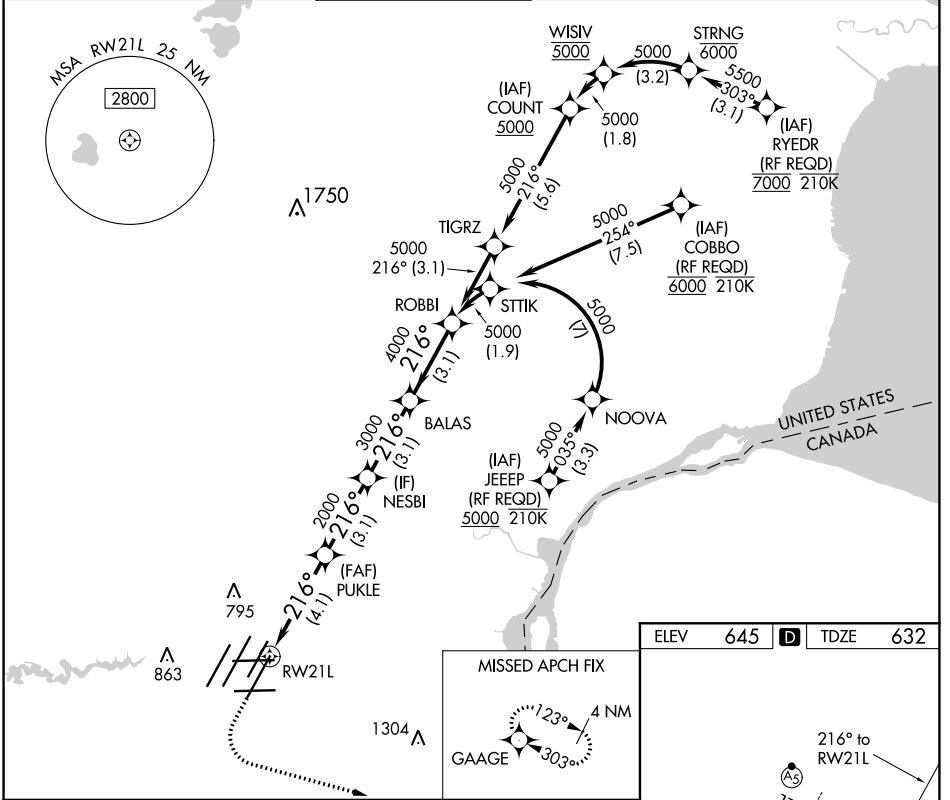 MSA RW21L 25 NM
2800
1750
WISIV
5000
STRNG
6000
5000
(3.2)
5500
303°
(3.1)
(IAF)
RYEDR
(RF REQD)
7000 210K
(IAF)
COUNT
5000
5000
(1.8)
5000
216°
(5.6)
TIGRZ
5000
216° (3.1)
5000
254°
(7.5)
(IAF)
COBBO
(RF REQD)
6000 210K
STTIK
ROBBI
5000
(1.9)
5000
(7)
4000
216°
(3.1)
BALAS
NOOVA
5000
035°
(3.3)
(IAF)
JEEEP
(RF REQD)
5000 210K
UNITED STATES
CANADA
3000
216°
(3.1)
(IF)
NESBI
2000
216°
(3.1)
(FAF)
PUKLE
216°
(4.1)
795
863
RW21L
1304
MISSED APCH FIX
123°
4 NM
303°
GAAGE
ELEV 645 D TDZE 632
216° to
RW21L
A5